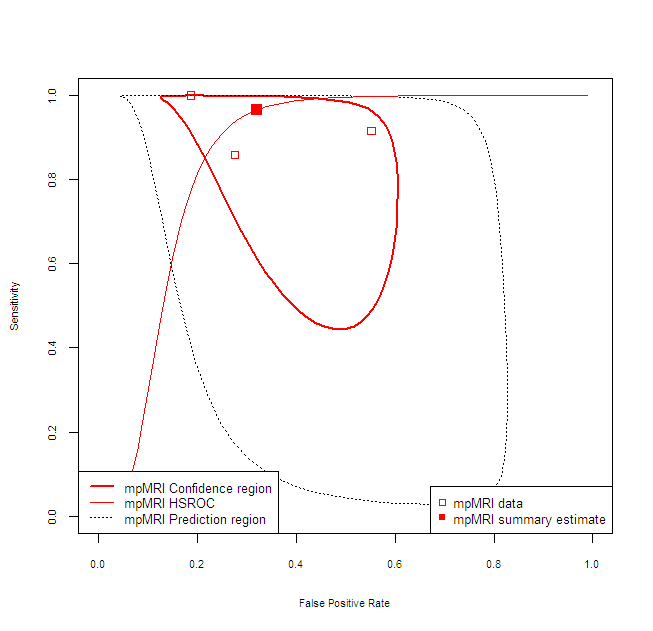 1.0
0.8
0.6
0.4
0.2
0.0
Sensitivity
mpMRI Confidence region
mpMRI HSROC
mpMRI Prediction region
mpMRI data
mpMRI summary estimate
0.0 0.2 0.4 0.6 0.8 1.0
False Positive Rate